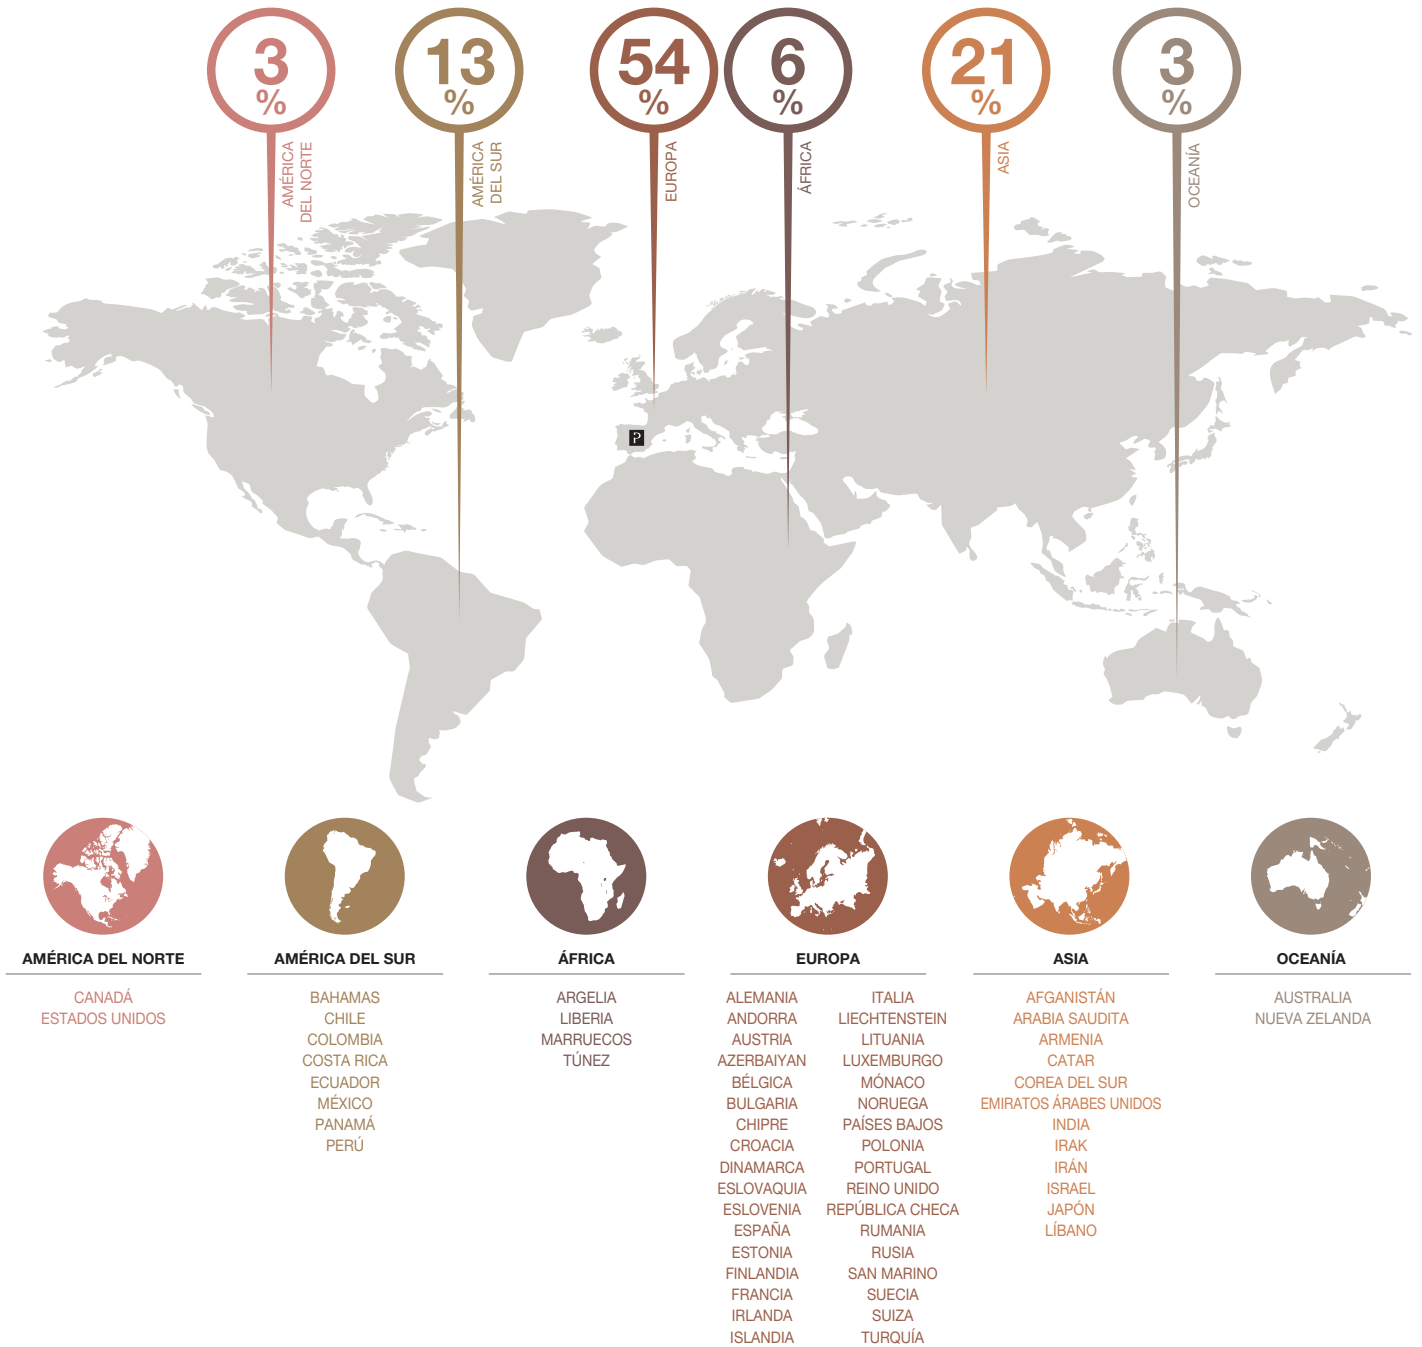 3
%
AMÉRICA
DEL NORTE
13
%
AMÉRICA
DEL SUR
54
%
EUROPA
6
%
ÁFRICA
21
%
ASIA
3
%
OCEANÍA
P
AMÉRICA DEL NORTE
CANADÁ
ESTADOS UNIDOS
AMÉRICA DEL SUR
BAHAMAS
CHILE
COLOMBIA
COSTA RICA
ECUADOR
MÉXICO
PANAMÁ
PERÚ
ÁFRICA
ARGELIA
LIBERIA
MARRUECOS
TÚNEZ
EUROPA
ALEMANIA
ANDORRA
AUSTRIA
AZERBAIYAN
BÉLGICA
BULGARIA
CHIPRE
CROACIA
DINAMARCA
ESLOVAQUIA
ESLOVENIA
ESPAÑA
ESTONIA
FINLANDIA
FRANCIA
IRLANDA
ISLANDIA
ITALIA
LIECHTENSTEIN
LITUANIA
LUXEMBURGO
MÓNACO
NORUEGA
PAÍSES BAJOS
POLONIA
PORTUGAL
REINO UNIDO
REPÚBLICA CHECA
RUMANIA
RUSIA
SAN MARINO
SUECIA
SUIZA
TURQUÍA
ASIA
AFGANISTÁN
ARABIA SAUDITA
ARMENIA
CATAR
COREA DEL SUR
EMIRATOS ÁRABES UNIDOS
INDIA
IRAK
IRÁN
ISRAEL
JAPÓN
LÍBANO
OCEANÍA
AUSTRALIA
NUEVA ZELANDA